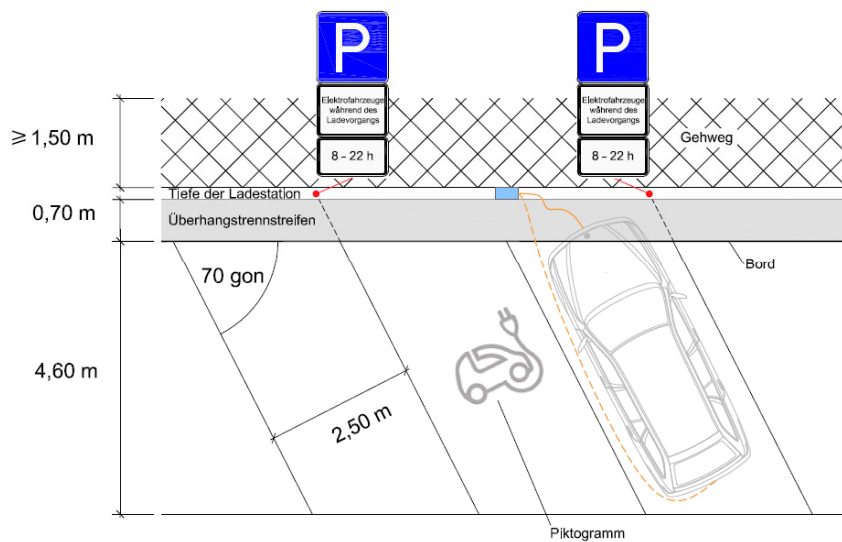 P
P
Elektrofahrzeuge
während des
Ladevorgangs
Elektrofahrzeuge
während des
Ladevorgangs
≥ 1,50 m
Gehweg
8 – 22 h
8 – 22 h
Tiefe der Ladestation
0,70 m
Überhangstrennstreifen
Bord
70 gon
4,60 m
2,50 m
Piktogramm